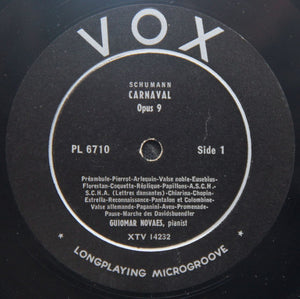 VOX
SCHUMANN
CARNAVAL
Opus 9
PL 6710 Side 1
Préambule-Pierrot-Arlequin-Valse noble-Eusebius-
Florestan-Coquette-Réplique-Papillons-A.S.C.H.-
S.C.H.A. (Lettres dansantes)-Chiarina-Chopin-
Estrella-Reconnaissance-Pantalon et Colombine-
Valse allemande-Paganini-Aveu-Promenade-
Pause-Marche des Davidsbuendler
GUIOMAR NOVAES, pianist
XTV 14232
LONGPLAYING MICROGROOVE